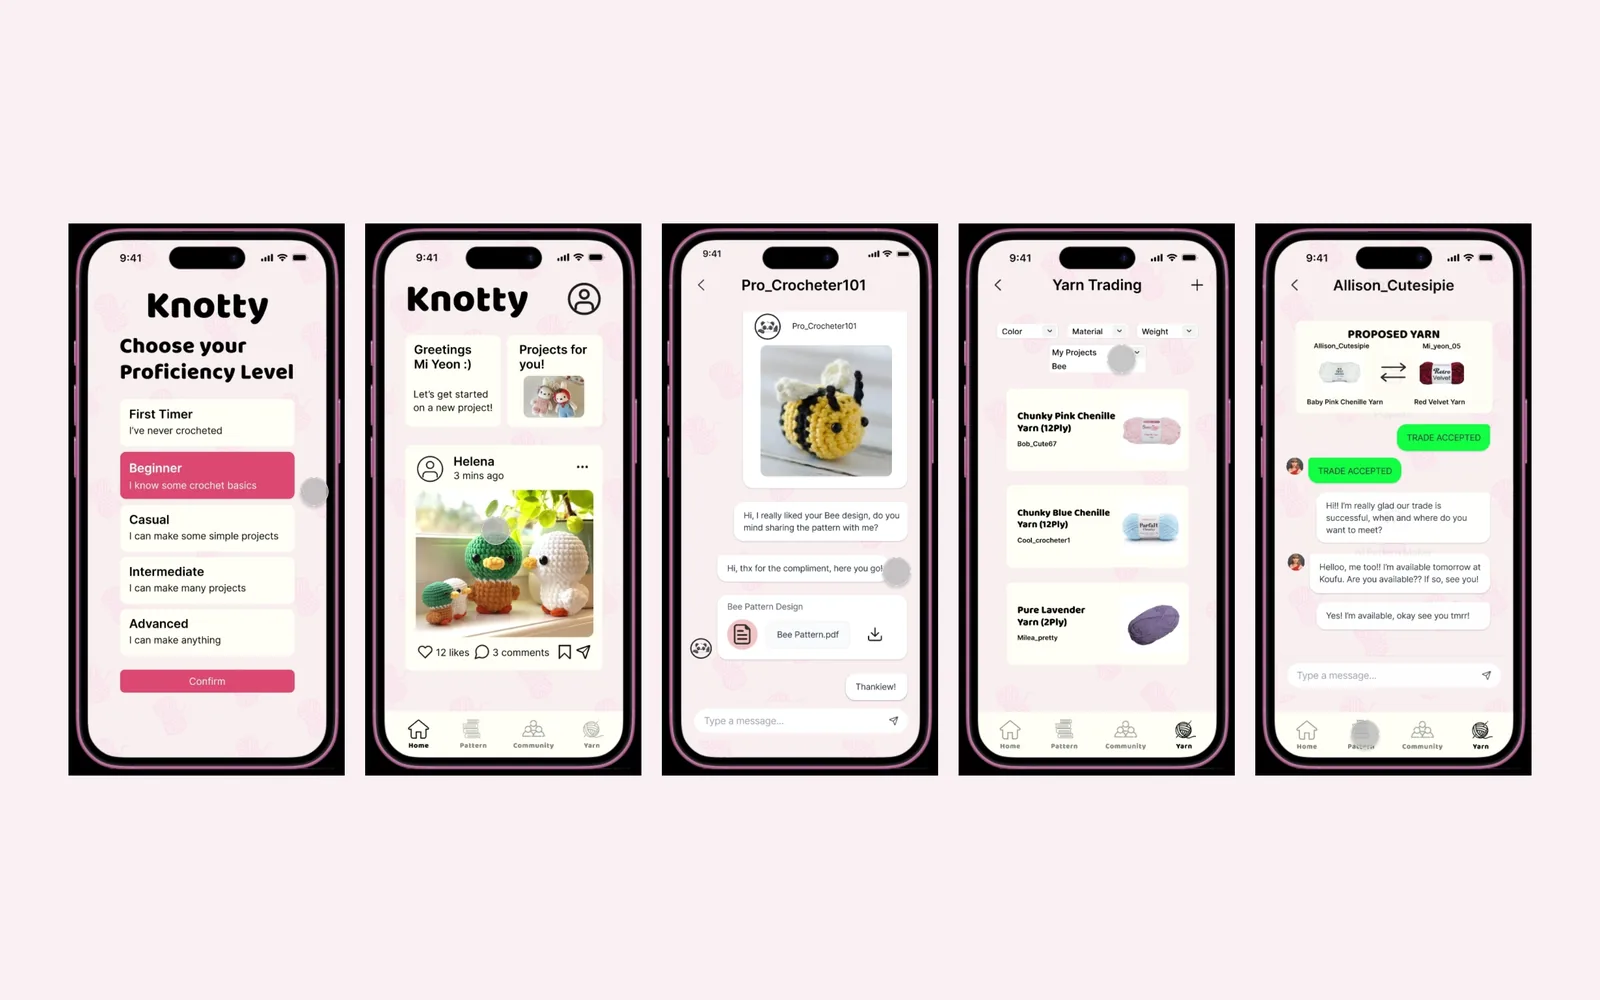 9:41
Knotty
Choose your
Proficiency Level
First Timer
I've never crocheted
Beginner
I know some crochet basics
Casual
I can make some simple projects
Intermediate
I can make many projects
Advanced
I can make anything
Confirm
9:41
Knotty
Greetings
Mi Yeon :)
Let's get started
on a new project!
Projects for
you!
Helena
3 mins ago
12 likes
3 comments
Home
Pattern
Community
Yarn
9:41
Pro_Crocheter101
Pro_Crocheter101
Hi, I really liked your Bee design, do you
mind sharing the pattern with me?
Hi, thx for the compliment, here you go!
Bee Pattern Design
Bee Pattern.pdf
Thankiew!
Type a message...
9:41
Yarn Trading
Color
Material
Weight
My Projects
Bee
Chunky Pink Chenille
Yarn (12Ply)
Bob_Cute67
Chunky Blue Chenille
Yarn (12Ply)
Cool_crocheter1
Parfait
Pure Lavender
Yarn (2Ply)
Milea_pretty
Home
Pattern
Community
Yarn
9:41
Allison_Cutesipie
PROPOSED YARN
Allison_Cutesipie
Mi_yeon_05
Retro
Velvet
Baby Pink Chenille Yarn
Red Velvet Yarn
TRADE ACCEPTED
TRADE ACCEPTED
Hi!! I'm really glad our trade is
successful, when and where do you
want to meet?
Helloo, me too!! I'm available tomorrow at
Koufu. Are you available?? If so, see you!
Yes! I'm available, okay see you tmrr!
Type a message...
Home
Community
Yarn